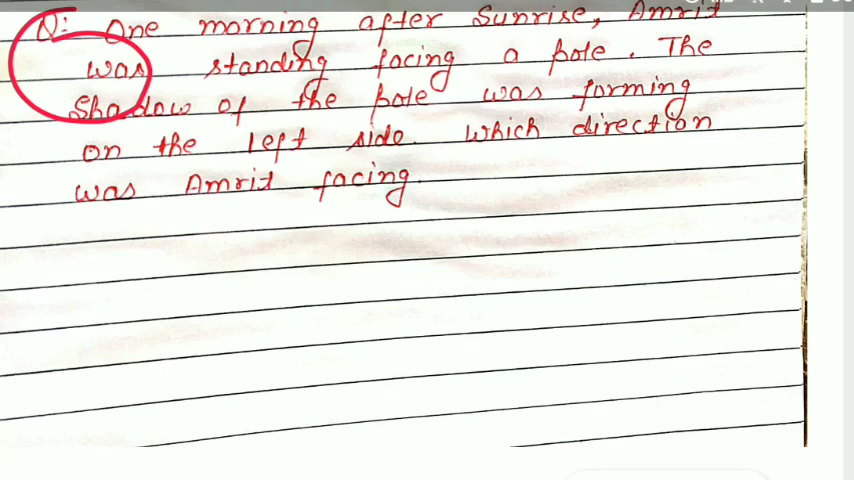 Q: One morning after Sunrise, Amrit
was standing facing a pole. The
Shadow of the pole was forming
on the left side. Which direction
was Amrit facing.